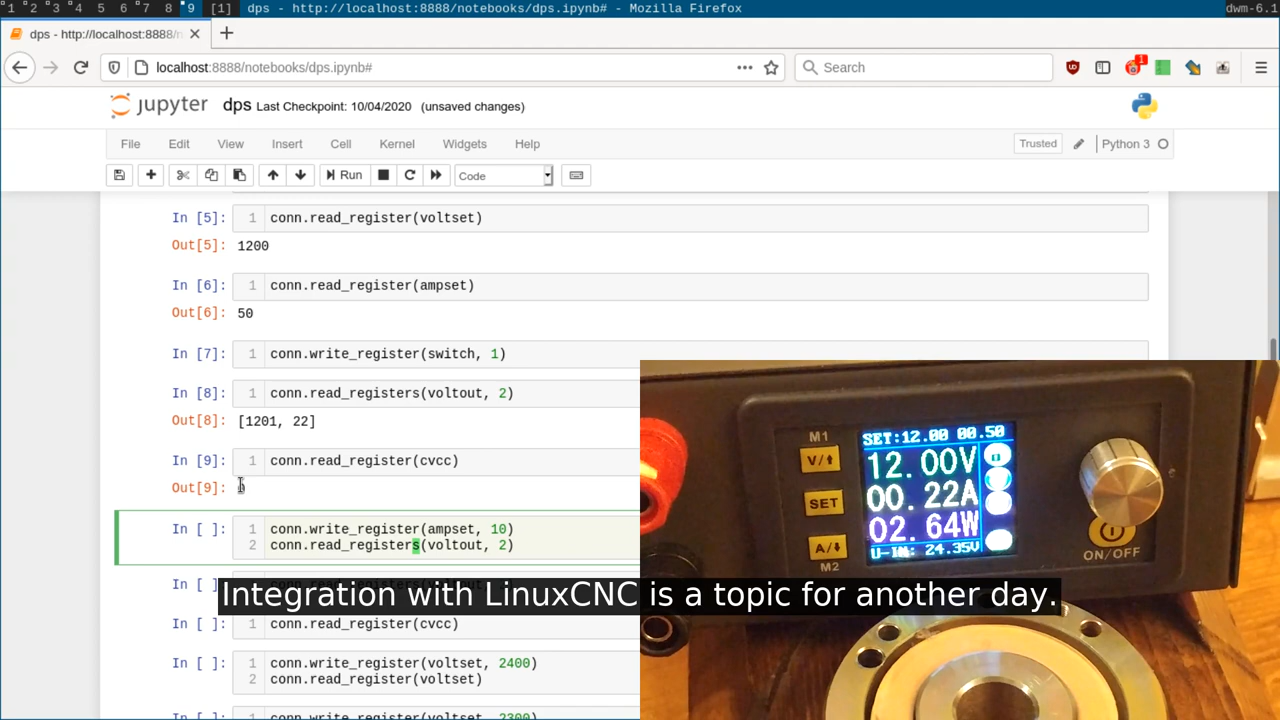 1 2 3 4 5 6 7 8 9 [1] dps - http://localhost:8888/notebooks/dps.ipynb# - Mozilla Firefox dwm-6.1
dps - http://localhost:8888/n
localhost:8888/notebooks/dps.ipynb# Search
1
jupyter dps Last Checkpoint: 10/04/2020 (unsaved changes)
File Edit View Insert Cell Kernel Widgets Help Trusted Python 3
Run Code
In [5]: 1 conn.read_register(voltset)
Out[5]: 1200
In [6]: 1 conn.read_register(ampset)
Out[6]: 50
In [7]: 1 conn.write_register(switch, 1)
In [8]: 1 conn.read_registers(voltout, 2)
Out[8]: [1201, 22]
In [9]: 1 conn.read_register(cvcc)
Out[9]:
In [ ]: 1 conn.write_register(ampset, 10)
2 conn.read_registers(voltout, 2)
In [ ]
In [ ]: 1 conn.read_register(cvcc)
In [ ]: 1 conn.write_register(voltset, 2400)
2 conn.read_register(voltset)
In [ ]: 1 conn.write_register(voltset, 2300)
M1
V/⬆
SET
A/⬇
M2
SET:12.00 00.50
12.00V
00.22A
02.64W
U-IN: 24.35V
ON/OFF
Integration with LinuxCNC is a topic for another day.